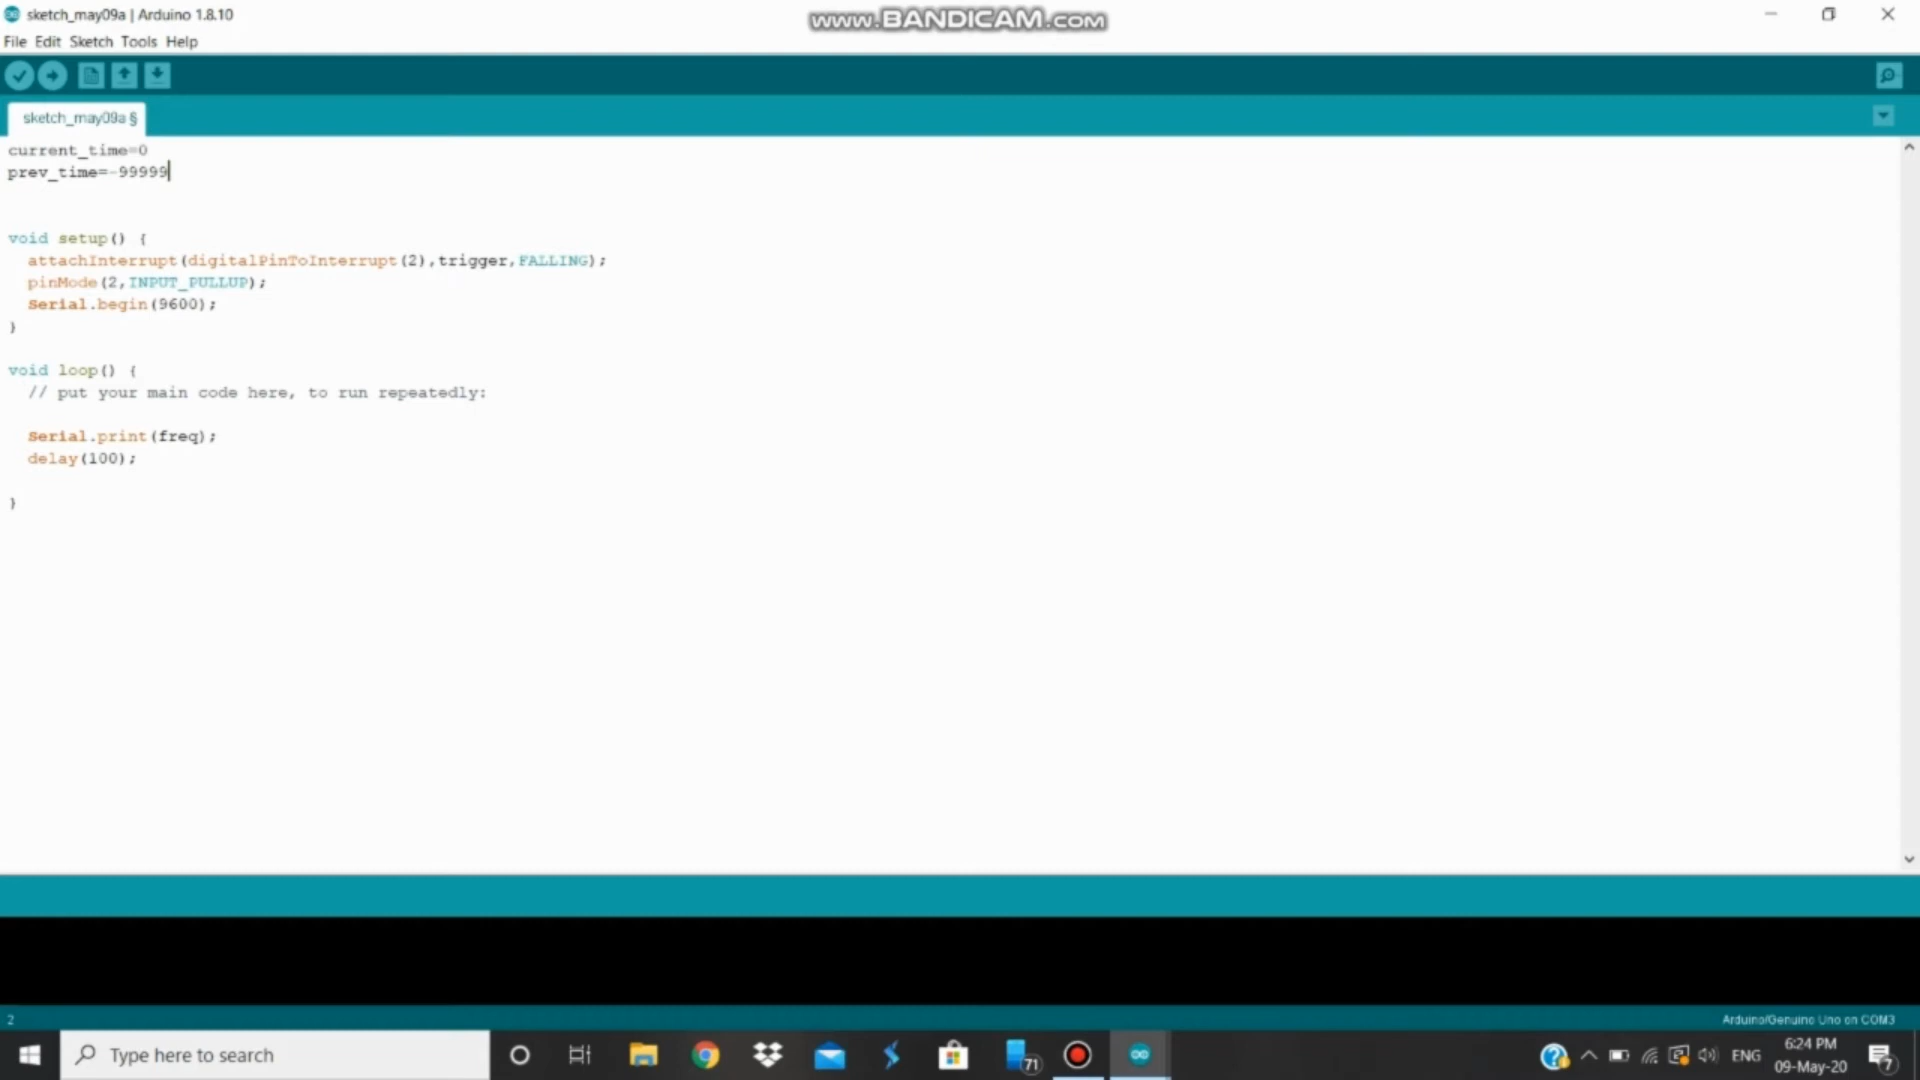 sketch_may09a | Arduino 1.8.10
www.BANDICAM.com
File Edit Sketch Tools Help
sketch_may09a §
current_time=0
prev_time=-99999
void setup() {
attachInterrupt(digitalPinToInterrupt(2),trigger,FALLING);
pinMode(2,INPUT_PULLUP);
Serial.begin(9600);
}
void loop() {
// put your main code here, to run repeatedly:
Serial.print(freq);
delay(100);
}
2
Arduino/Genuino Uno on COM3
Type here to search
71
ENG
6:24 PM
09-May-20
7